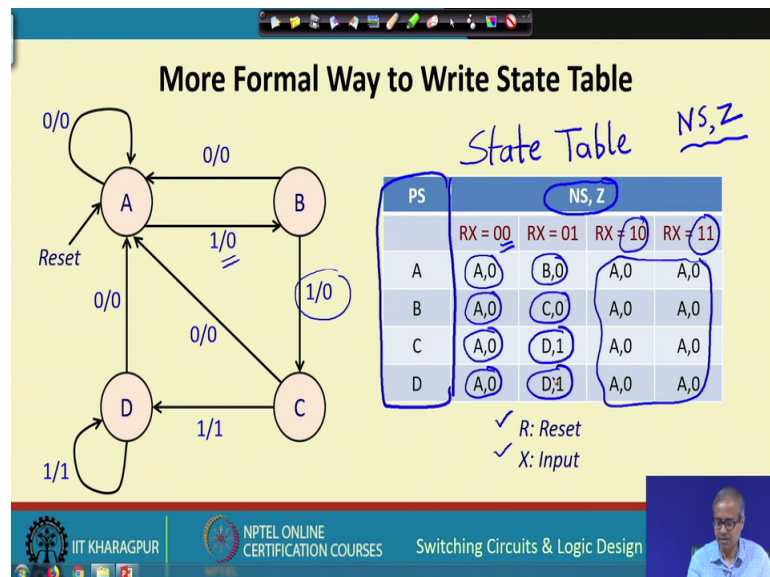 More Formal Way to Write State Table
0/0
0/0
A
B
1/0
Reset
1/0
0/0
0/0
D
C
1/1
1/1
State Table
NS, Z
PS
NS, Z
RX = 00
RX = 01
RX = 10
RX = 11
A
A,0
B,0
A,0
A,0
B
A,0
C,0
A,0
A,0
C
A,0
D,1
A,0
A,0
D
A,0
D,1
A,0
A,0
R: Reset
X: Input
IIT KHARAGPUR
NPTEL ONLINE
CERTIFICATION COURSES
Switching Circuits & Logic Design